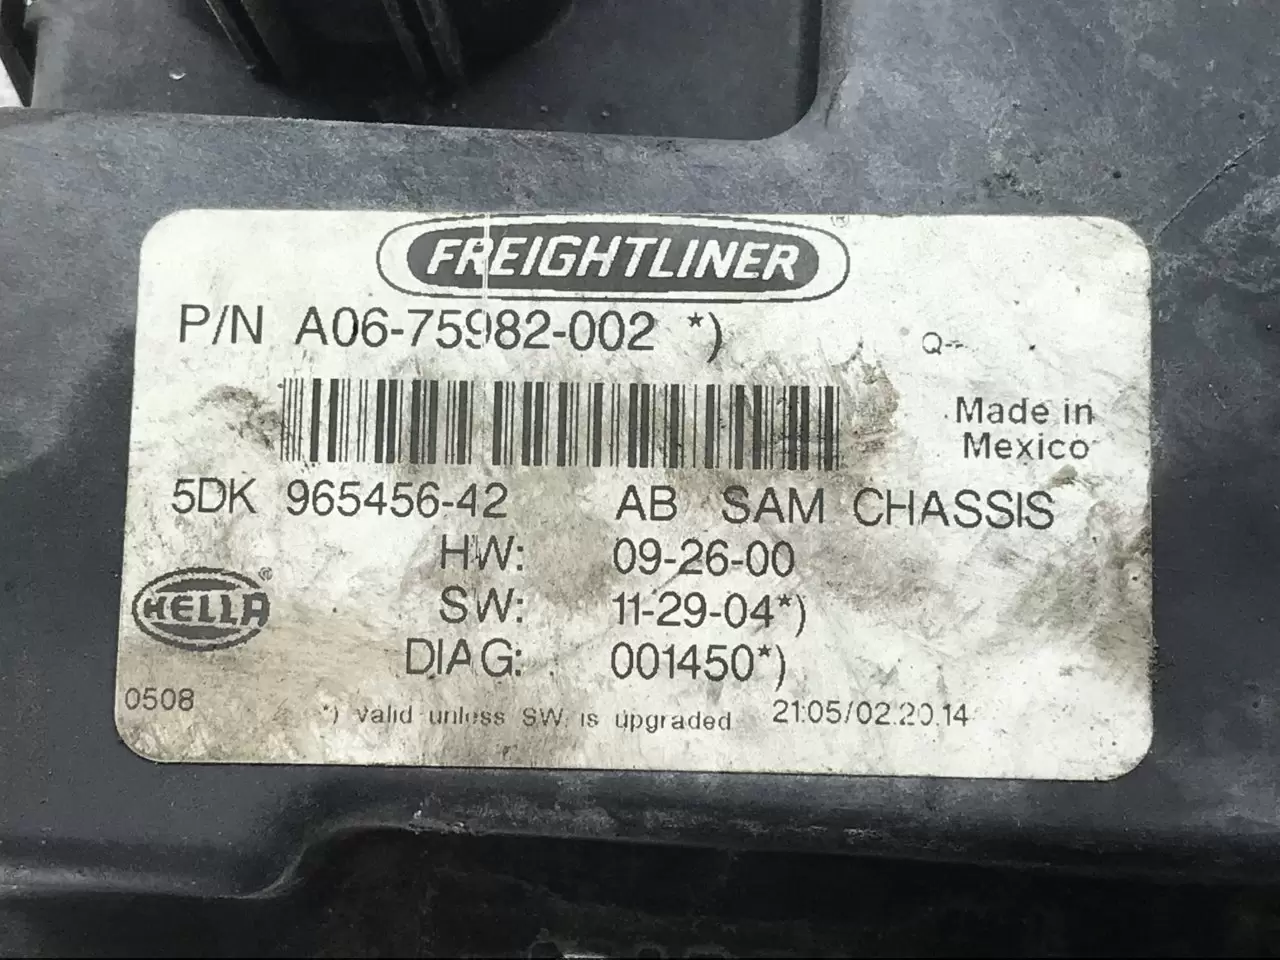 FREIGHTLINER ®
P/N A06-75982-002 *)
Q--
Made in
Mexico
5DK 965456-42 AB SAM CHASSIS
HW: 09-26-00
HELLA ®
SW: 11-29-04*)
DIAG: 001450*)
0508
*) valid unless SW. is upgraded 21:05/02.20.14